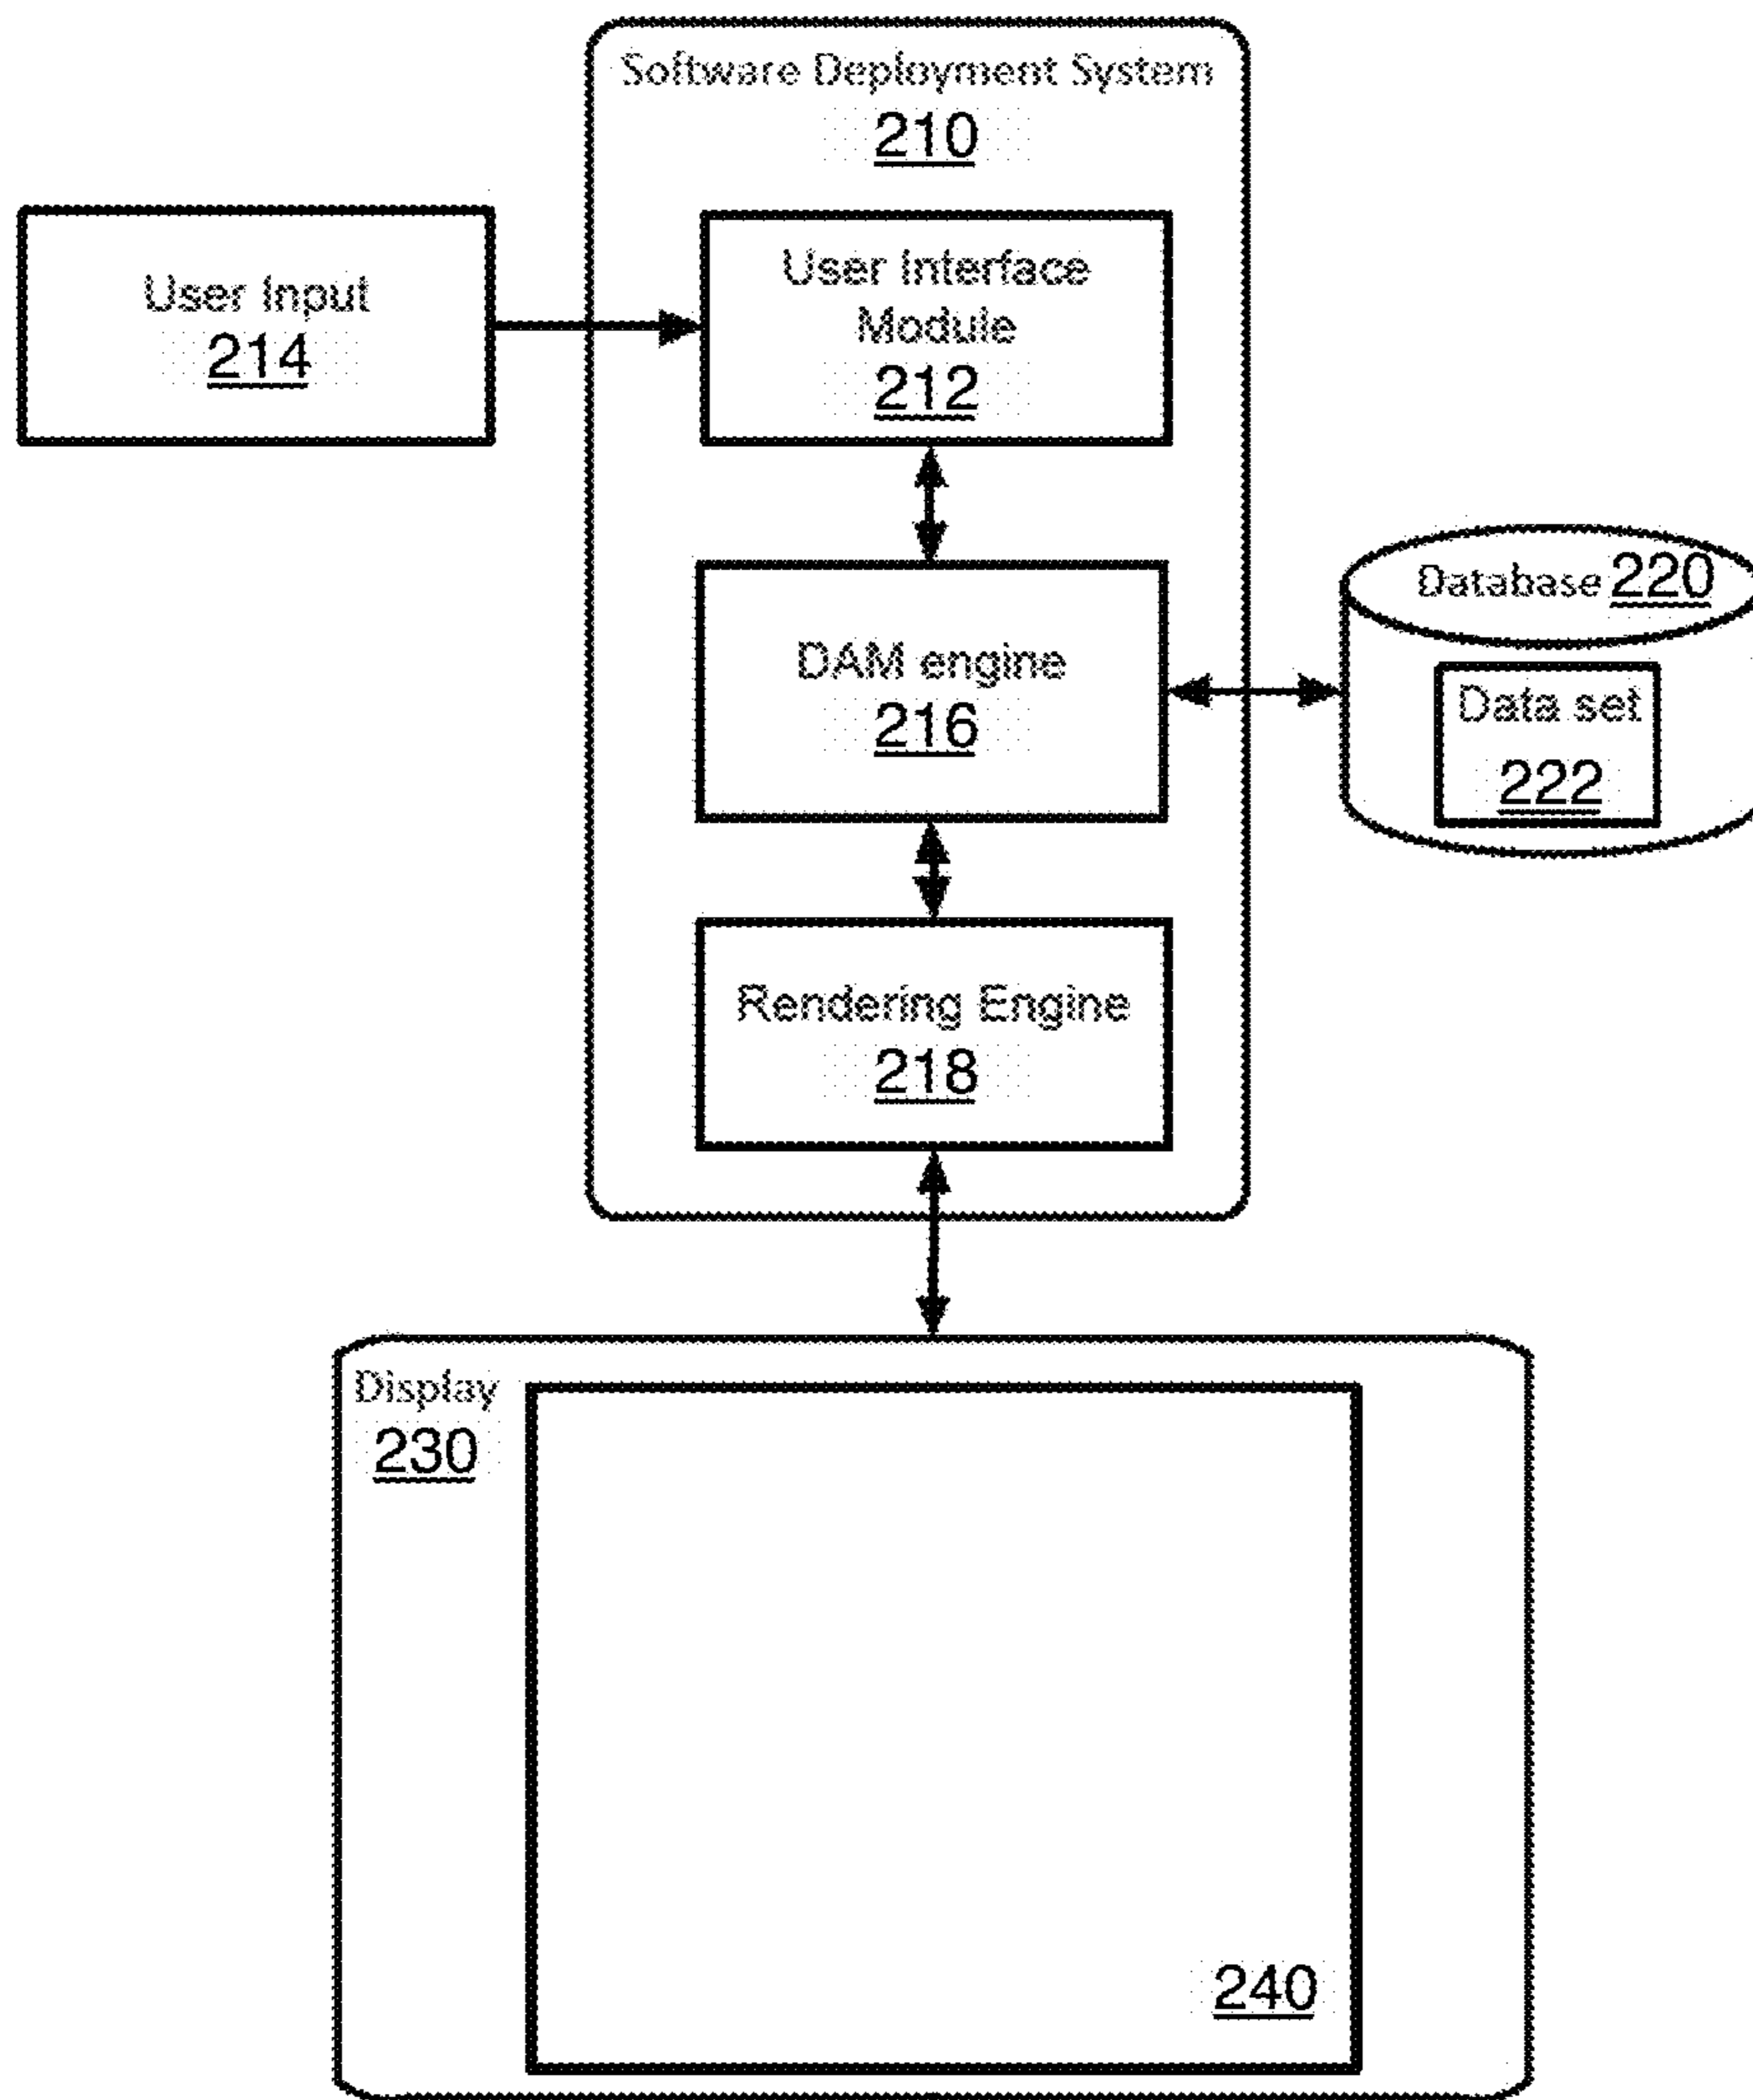 Software Deployment System
210
User Input
214
User Interface
Module
212
DAM engine
216
Database 220
Data set
222
Rendering Engine
218
Display
230
240